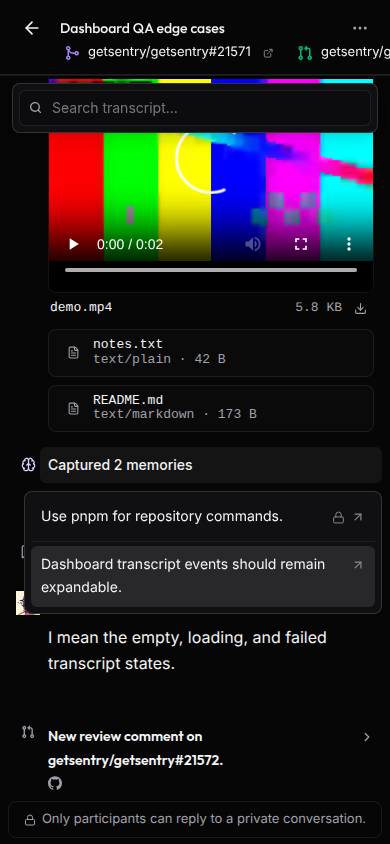 Dashboard QA edge cases
getsentry/getsentry#21571
getsentry/g
Search transcript...
0:00 / 0:02
demo.mp4
5.8 KB
notes.txt
text/plain · 42 B
README.md
text/markdown · 173 B
Captured 2 memories
Use pnpm for repository commands.
Dashboard transcript events should remain
expandable.
I mean the empty, loading, and failed
transcript states.
New review comment on
getsentry/getsentry#21572.
Only participants can reply to a private conversation.